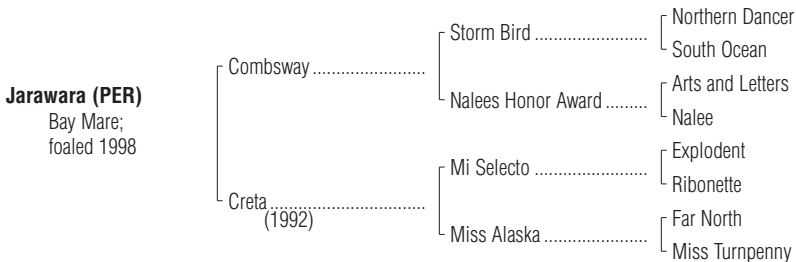 Jarawara (PER)
Bay Mare;
foaled 1998
Combsway
Creta
(1992)
Storm Bird
Nalees Honor Award
Mi Selecto
Miss Alaska
Northern Dancer
South Ocean
Arts and Letters
Nalee
Explodent
Ribonette
Far North
Miss Turnpenny